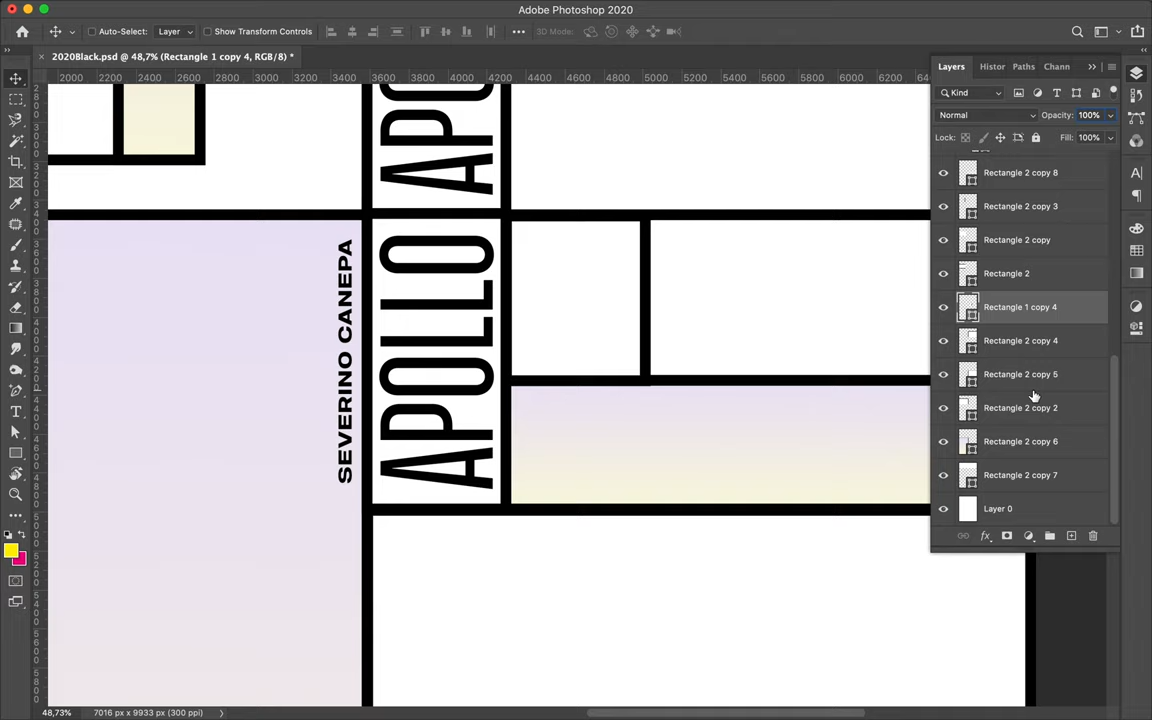 Adobe Photoshop 2020
Auto-Select:
Layer
Show Transform Controls
3D Mode:
2020Black.psd @ 48,7% (Rectangle 1 copy 4, RGB/8) *
2000
2200
2400
2600
2800
3000
3200
3400
3600
3800
4000
4200
4400
4600
4800
5000
5200
5400
5600
5800
6000
6200
Layers
Histor
Paths
Chann
Kind
Normal
Opacity:
100%
Lock:
Fill:
100%
Rectangle 2 copy 8
Rectangle 2 copy 3
Rectangle 2 copy
Rectangle 2
Rectangle 1 copy 4
Rectangle 2 copy 4
Rectangle 2 copy 5
Rectangle 2 copy 2
Rectangle 2 copy 6
Rectangle 2 copy 7
Layer 0
fx
SEVERINO CANEPA
APOLLO APO
48,73%
7016 px x 9933 px (300 ppi)